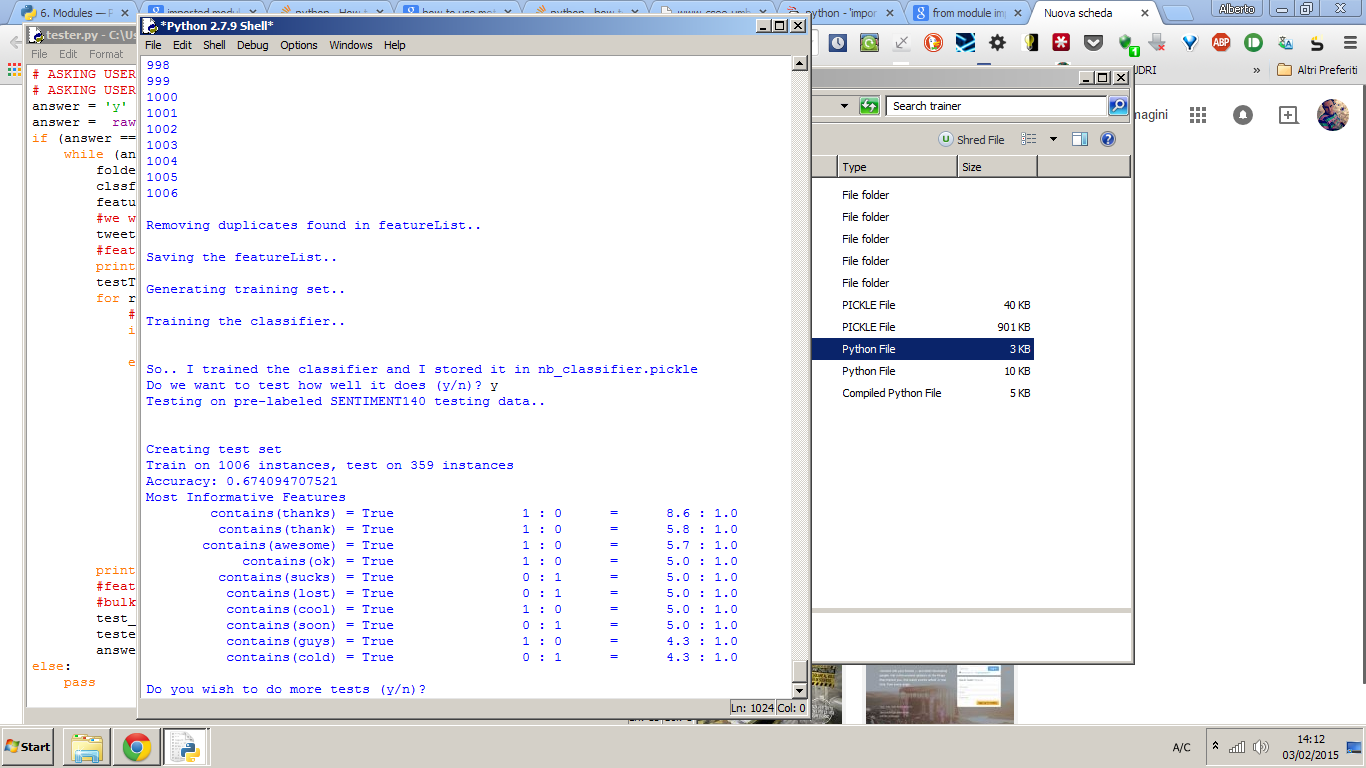 6. Modules — P
imported modul
python - How t
how to use met
python - how t
www.cseo.univ
python - 'impor
from module im
Nuova scheda
Alberto
tester.py - C:\Us
File Edit Format
# ASKING USER
# ASKING USER
answer = 'y'
answer = raw
if (answer ==
while (an
folde
clssf
featu
#we w
tweet
#feat
print
testT
for r
#
i
e
print
#feat
#bulk
test_
teste
answe
else:
pass
*Python 2.7.9 Shell*
File Edit Shell Debug Options Windows Help
998
999
1000
1001
1002
1003
1004
1005
1006
Removing duplicates found in featureList..
Saving the featureList..
Generating training set..
Training the classifier..
So.. I trained the classifier and I stored it in nb_classifier.pickle
Do we want to test how well it does (y/n)? y
Testing on pre-labeled SENTIMENT140 testing data..
Creating test set
Train on 1006 instances, test on 359 instances
Accuracy: 0.674094707521
Most Informative Features
contains(thanks) = True 1 : 0 = 8.6 : 1.0
contains(thank) = True 1 : 0 = 5.8 : 1.0
contains(awesome) = True 1 : 0 = 5.7 : 1.0
contains(ok) = True 1 : 0 = 5.0 : 1.0
contains(sucks) = True 0 : 1 = 5.0 : 1.0
contains(lost) = True 0 : 1 = 5.0 : 1.0
contains(cool) = True 1 : 0 = 5.0 : 1.0
contains(soon) = True 0 : 1 = 5.0 : 1.0
contains(guys) = True 1 : 0 = 4.3 : 1.0
contains(cold) = True 0 : 1 = 4.3 : 1.0
Do you wish to do more tests (y/n)?
Ln: 1024 Col: 0
ABP
UDRI
» Altri Preferiti
magini
Search trainer
Shred File
Type Size
File folder
File folder
File folder
File folder
File folder
PICKLE File 40 KB
PICKLE File 901 KB
Python File 3 KB
Python File 10 KB
Compiled Python File 5 KB
Start
A/C
14:12
03/02/2015